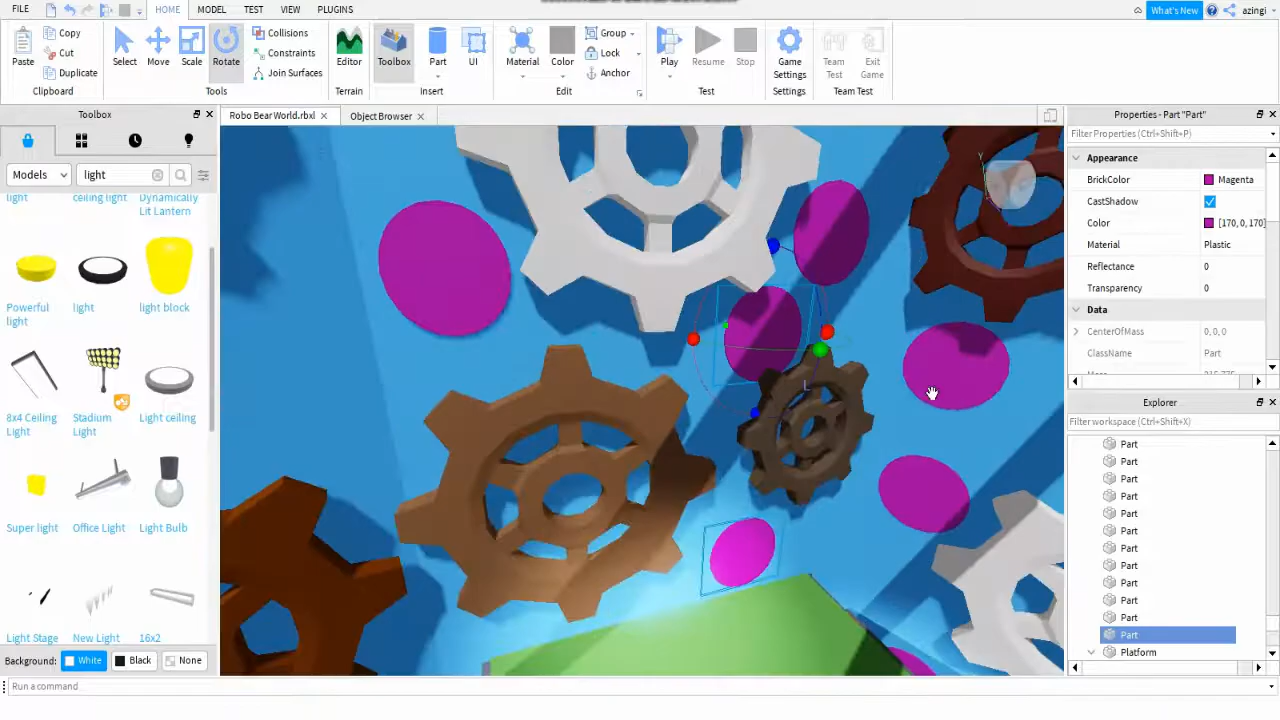 FILE HOME MODEL TEST VIEW PLUGINS What's New azingi
Paste Copy Cut Duplicate Clipboard
Select Move Scale Rotate Collisions Constraints Join Surfaces Tools
Editor Terrain
Toolbox Part UI Insert
Material Color Group Lock Anchor Edit
Play Resume Stop Test
Game Settings Settings
Team Test Exit Game Team Test
Toolbox Robo Bear World.rbxl Object Browser
Models light
light ceiling light Dynamically Lit Lantern
Powerful light light light block
8x4 Ceiling Light Stadium Light Light ceiling
Super light Office Light Light Bulb
Light Stage New Light 16x2
Background: White Black None
Run a command
Properties - Part "Part"
Filter Properties (Ctrl+Shift+P)
Appearance
BrickColor Magenta
CastShadow
Color [170, 0, 170]
Material Plastic
Reflectance 0
Transparency 0
Data
CenterOfMass 0, 0, 0
ClassName Part
Explorer
Filter workspace (Ctrl+Shift+X)
Part
Part
Part
Part
Part
Part
Part
Part
Part
Part
Part
Part
Platform
Y
L